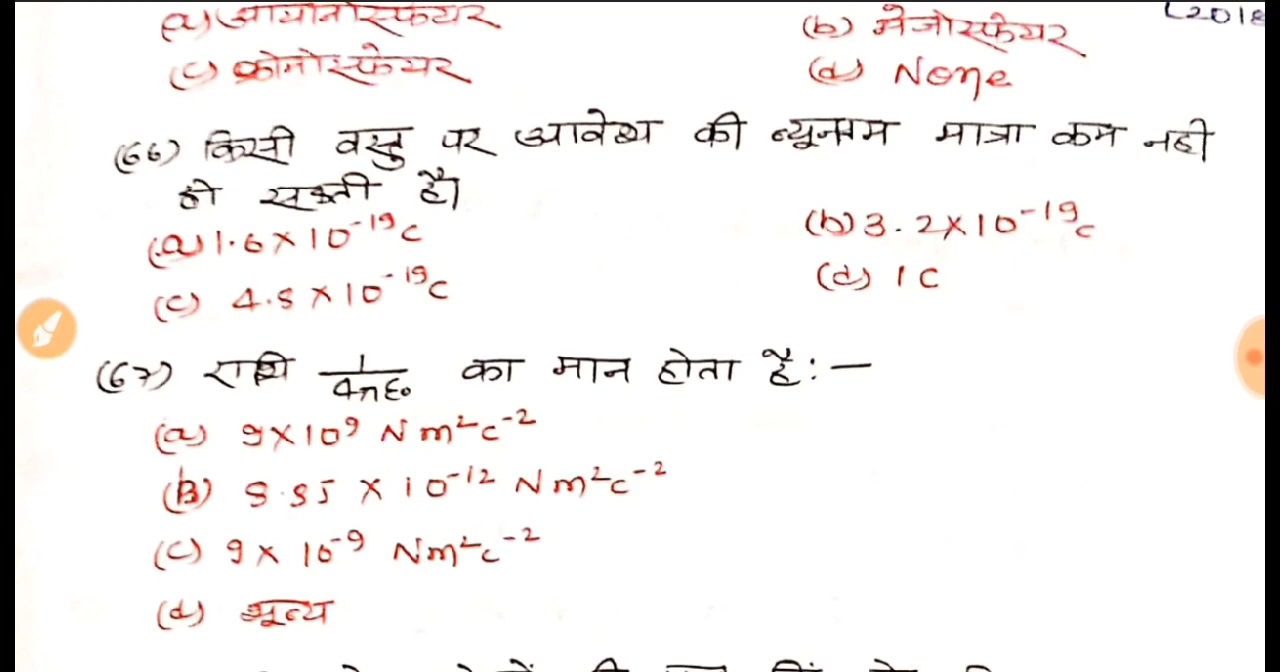 (a) आयोनोस्फेयर (b) मेजोस्फेयर (2018
(c) क्रोनोस्फेयर (d) None
(66) किसी वस्तु पर आवेश की न्यूनतम मात्रा कम नही
हो सकती है।
(a) 1.6×10⁻¹⁹C (b) 3.2×10⁻¹⁹c
(c) 4.8×10⁻¹⁹C (d) 1C
(67) राशि 1/4πε₀ का मान होता है:—
(a) 9×10⁹ Nm²c⁻²
(B) 8.85 × 10⁻¹² Nm²c⁻²
(c) 9×10⁻⁹ Nm²c⁻²
(d) शून्य